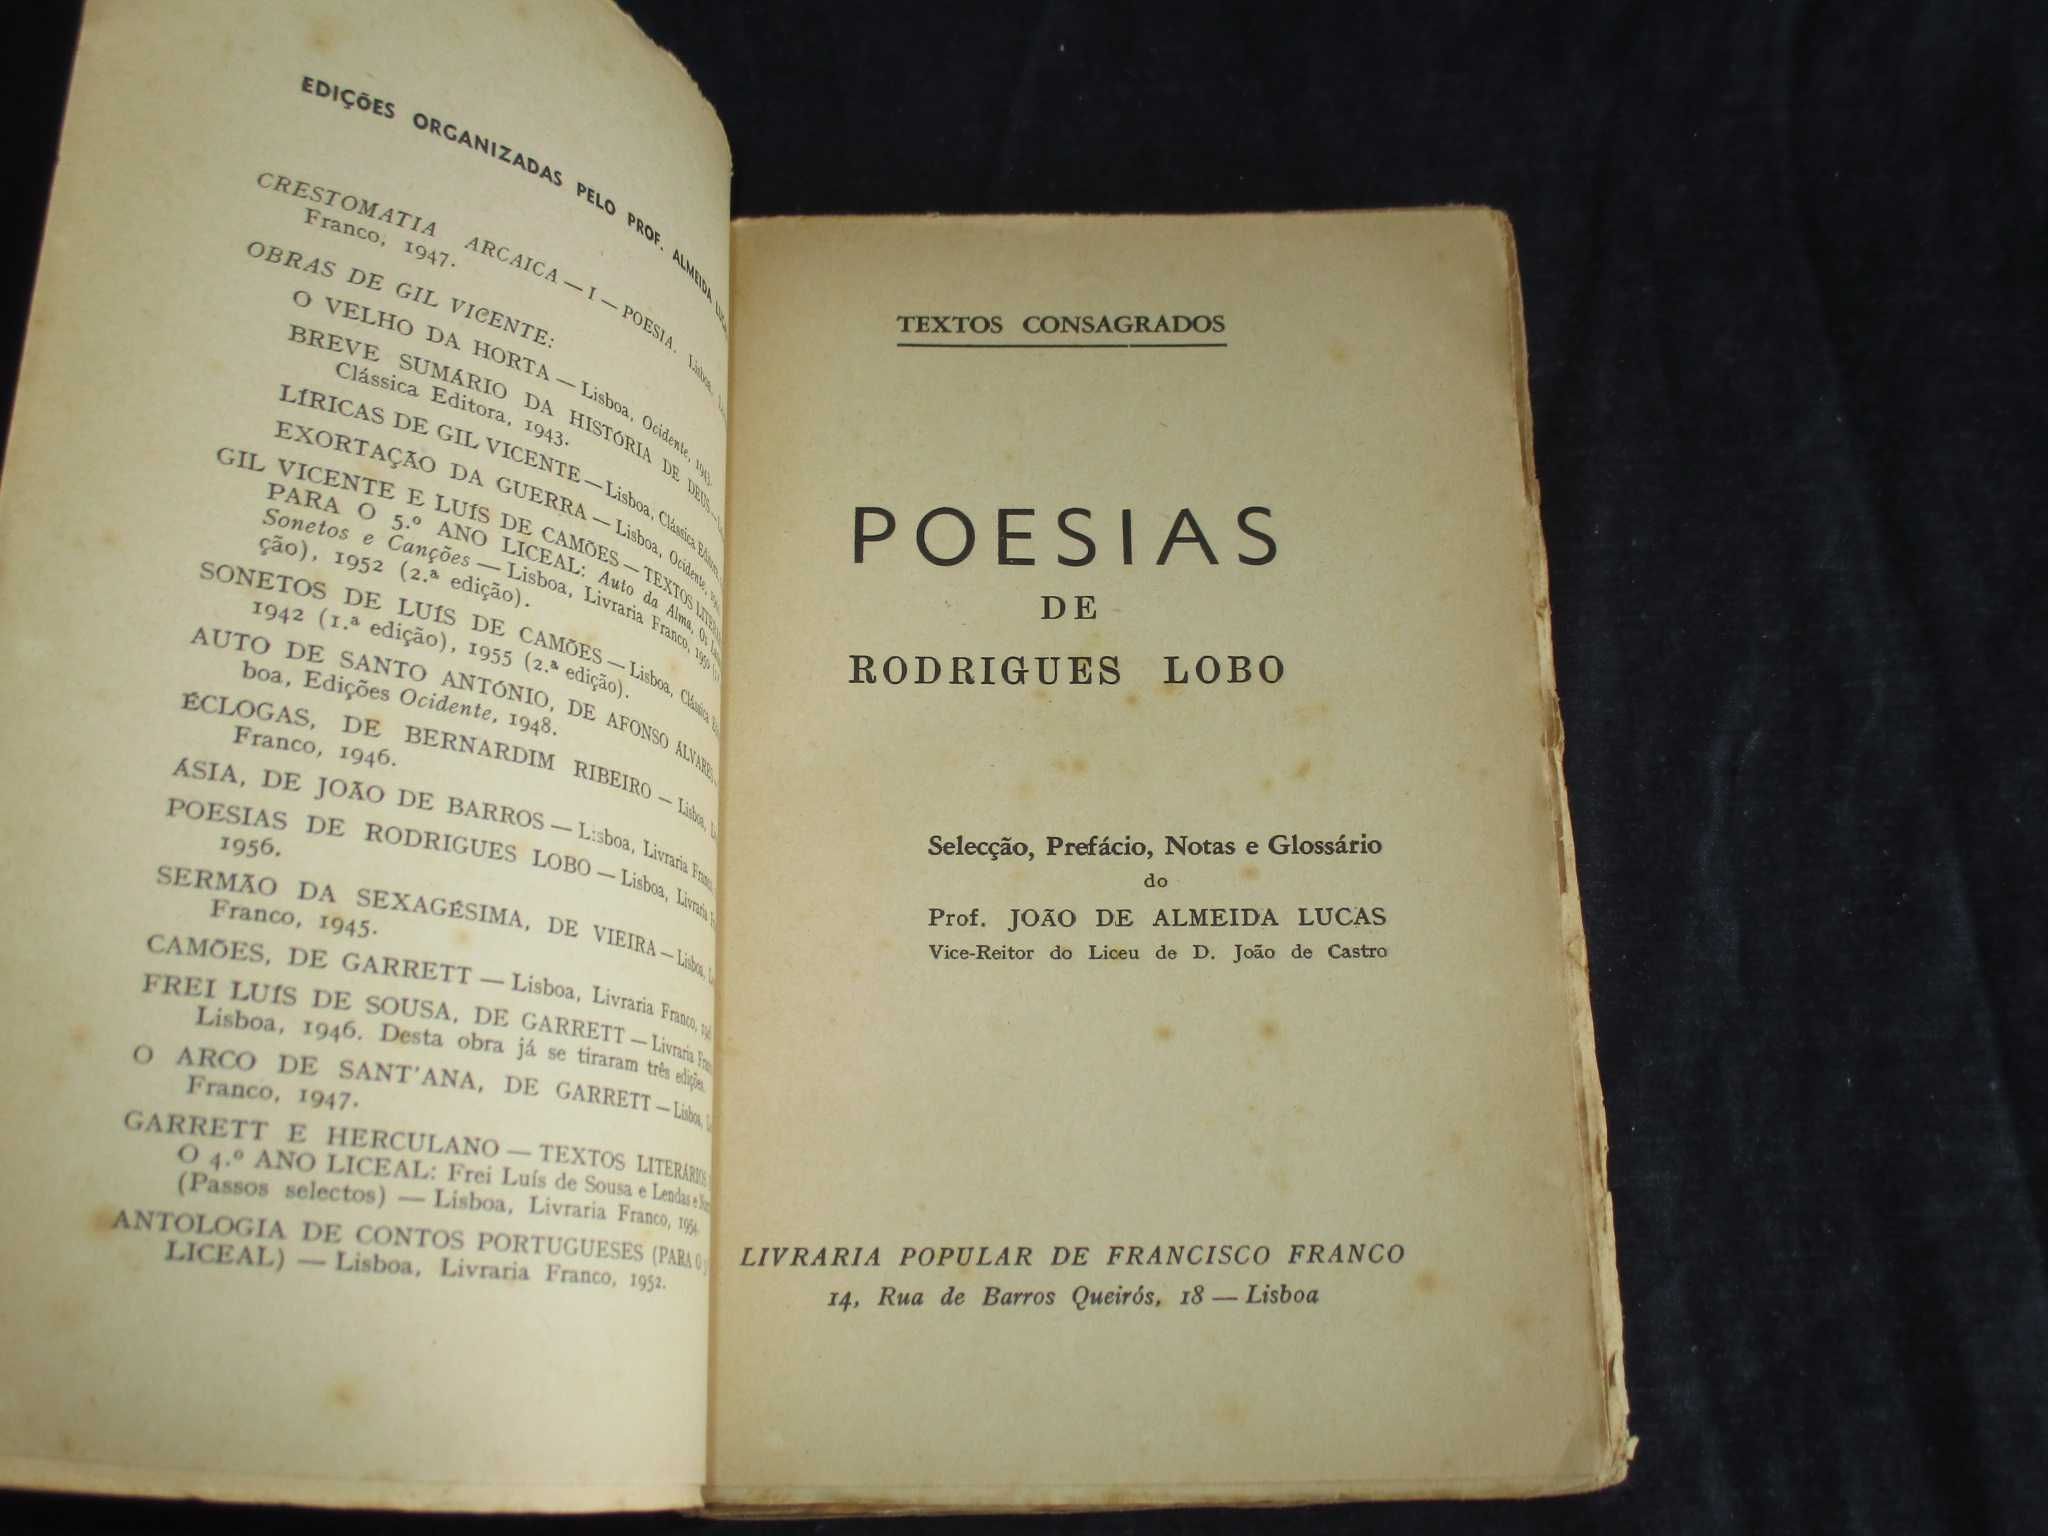 EDIÇÕES ORGANIZADAS PELO PROF. ALMEIDA
CRESTOMATIA ARCAICA — I — POESIA. Lisboa,
Franco, 1947.
OBRAS DE GIL VICENTE:
O VELHO DA HORTA — Lisboa, Ocidente, 1943.
BREVE SUMÁRIO DA HISTÓRIA DE DEUS —
Clássica Editora, 1943.
LÍRICAS DE GIL VICENTE — Lisboa, Clássica Editora,
EXORTAÇÃO DA GUERRA — Lisboa, Ocidente,
GIL VICENTE E LUÍS DE CAMÕES — TEXTOS
PARA O 5.º ANO LICEAL: Auto da Alma, Os
Sonetos e Canções — Lisboa, Livraria Franco,
ção), 1952 (2.ª edição).
SONETOS DE LUÍS DE CAMÕES — Lisboa, Clássica
1942 (1.ª edição), 1955 (2.ª edição).
AUTO DE SANTO ANTÓNIO, DE AFONSO ÁLVARES
boa, Edições Ocidente, 1948.
ÉCLOGAS, DE BERNARDIM RIBEIRO — Lisboa,
Franco, 1946.
ÁSIA, DE JOÃO DE BARROS — L:sboa, Livraria Franco,
POESIAS DE RODRIGUES LOBO — Lisboa, Livraria
1956.
SERMÃO DA SEXAGÉSIMA, DE VIEIRA — Lisboa,
Franco, 1945.
CAMÕES, DE GARRETT — Lisboa, Livraria Franco,
FREI LUÍS DE SOUSA, DE GARRETT — Livraria
Lisboa, 1946. Desta obra já se tiraram três edições.
O ARCO DE SANT'ANA, DE GARRETT — Lisboa,
Franco, 1947.
GARRETT E HERCULANO — TEXTOS LITERÁRIOS
O 4.º ANO LICEAL: Frei Luís de Sousa e Lendas e
(Passos selectos) — Lisboa, Livraria Franco, 1954.
ANTOLOGIA DE CONTOS PORTUGUESES (PARA O
LICEAL) — Lisboa, Livraria Franco, 1952.
TEXTOS CONSAGRADOS
POESIAS
DE
RODRIGUES LOBO
Selecção, Prefácio, Notas e Glossário
do
Prof. JOÃO DE ALMEIDA LUCAS
Vice-Reitor do Liceu de D. João de Castro
LIVRARIA POPULAR DE FRANCISCO FRANCO
14, Rua de Barros Queirós, 18 — Lisboa